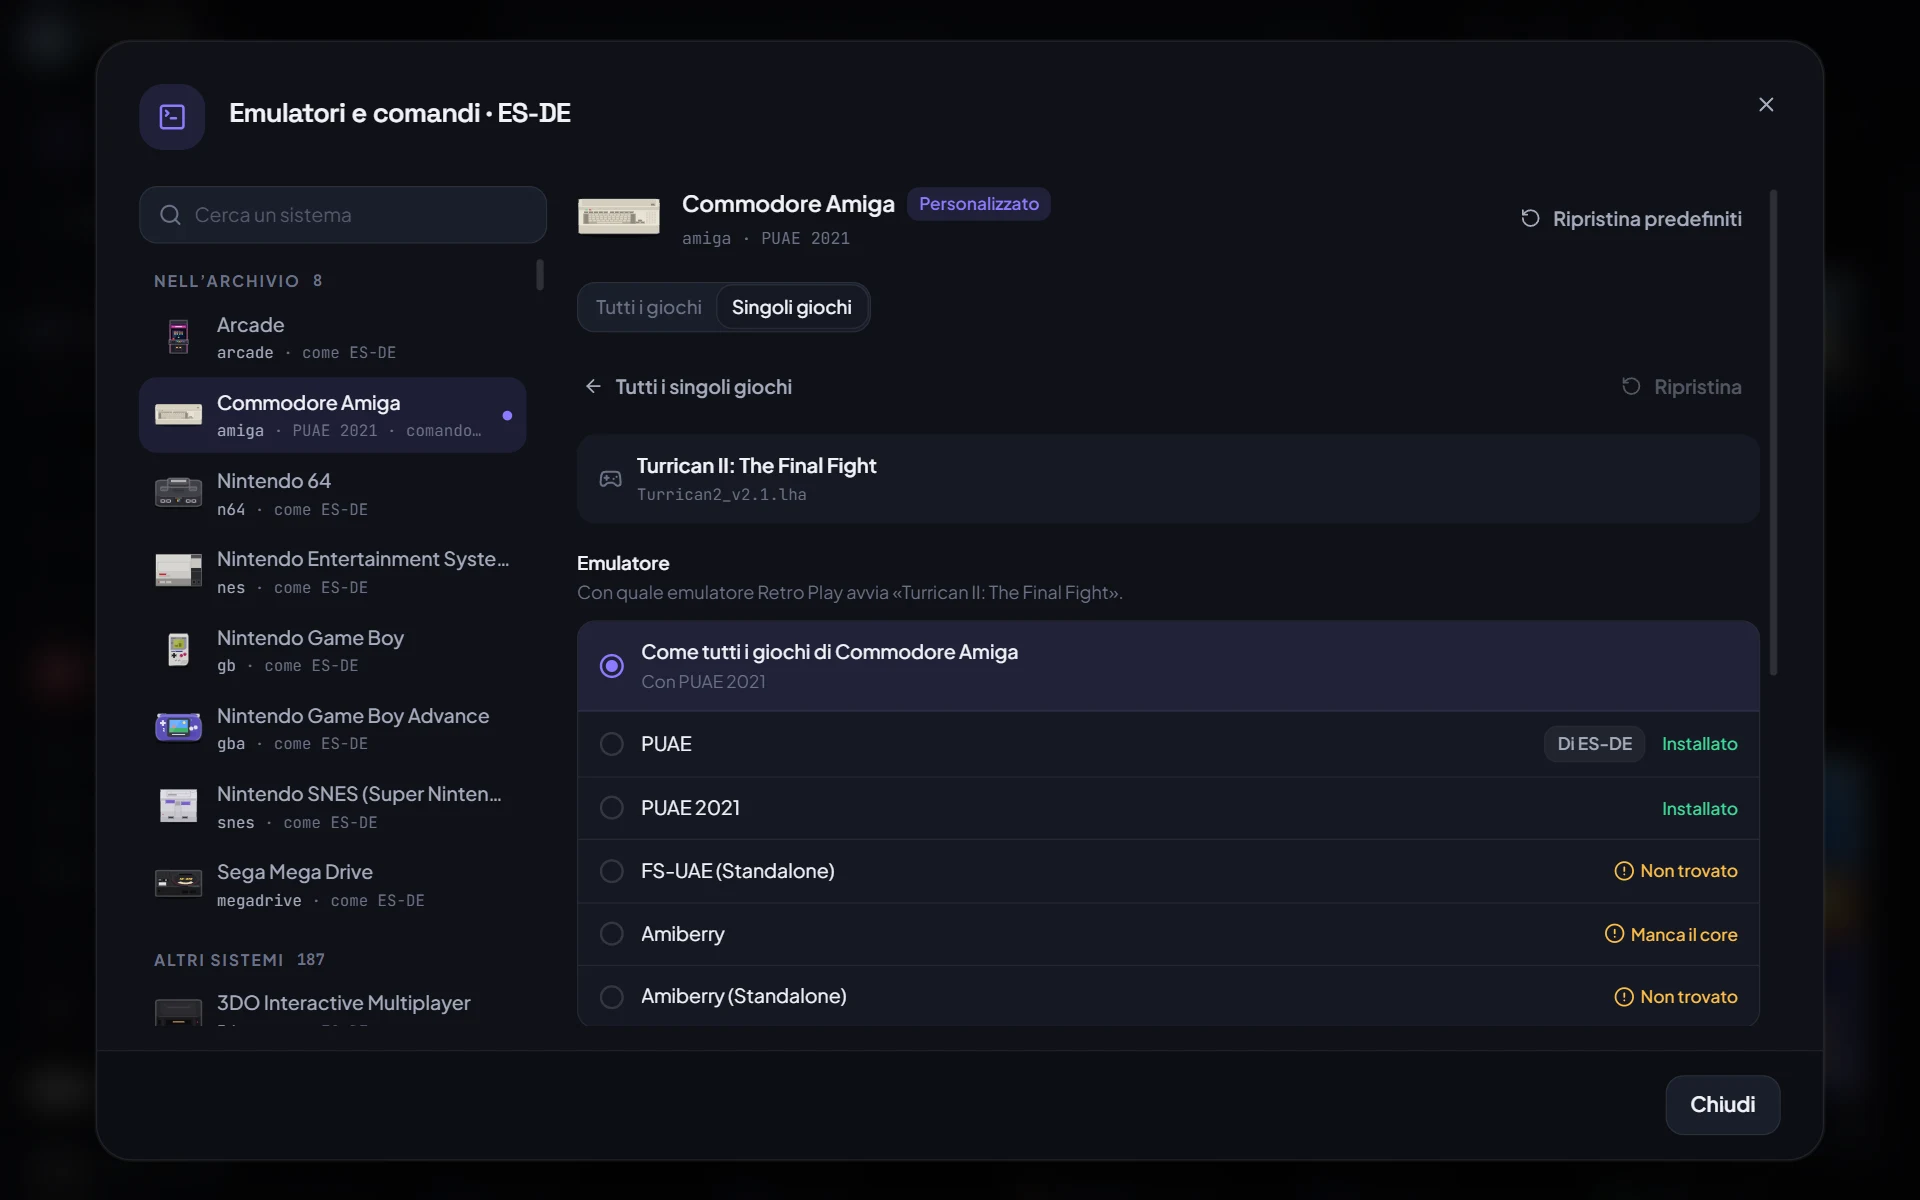 Emulatori e comandi · ES-DE
Cerca un sistema
NELL'ARCHIVIO 8
Arcade
arcade · come ES-DE
Commodore Amiga
amiga · PUAE 2021 · comando…
Nintendo 64
n64 · come ES-DE
Nintendo Entertainment Syste…
nes · come ES-DE
Nintendo Game Boy
gb · come ES-DE
Nintendo Game Boy Advance
gba · come ES-DE
Nintendo SNES (Super Ninten…
snes · come ES-DE
Sega Mega Drive
megadrive · come ES-DE
ALTRI SISTEMI 187
3DO Interactive Multiplayer
Commodore Amiga Personalizzato
amiga · PUAE 2021
Ripristina predefiniti
Tutti i giochi Singoli giochi
Tutti i singoli giochi
Ripristina
Turrican II: The Final Fight
Turrican2_v2.1.lha
Emulatore
Con quale emulatore Retro Play avvia «Turrican II: The Final Fight».
Come tutti i giochi di Commodore Amiga
Con PUAE 2021
PUAE Di ES-DE Installato
PUAE 2021 Installato
FS-UAE (Standalone) Non trovato
Amiberry Manca il core
Amiberry (Standalone) Non trovato
Chiudi